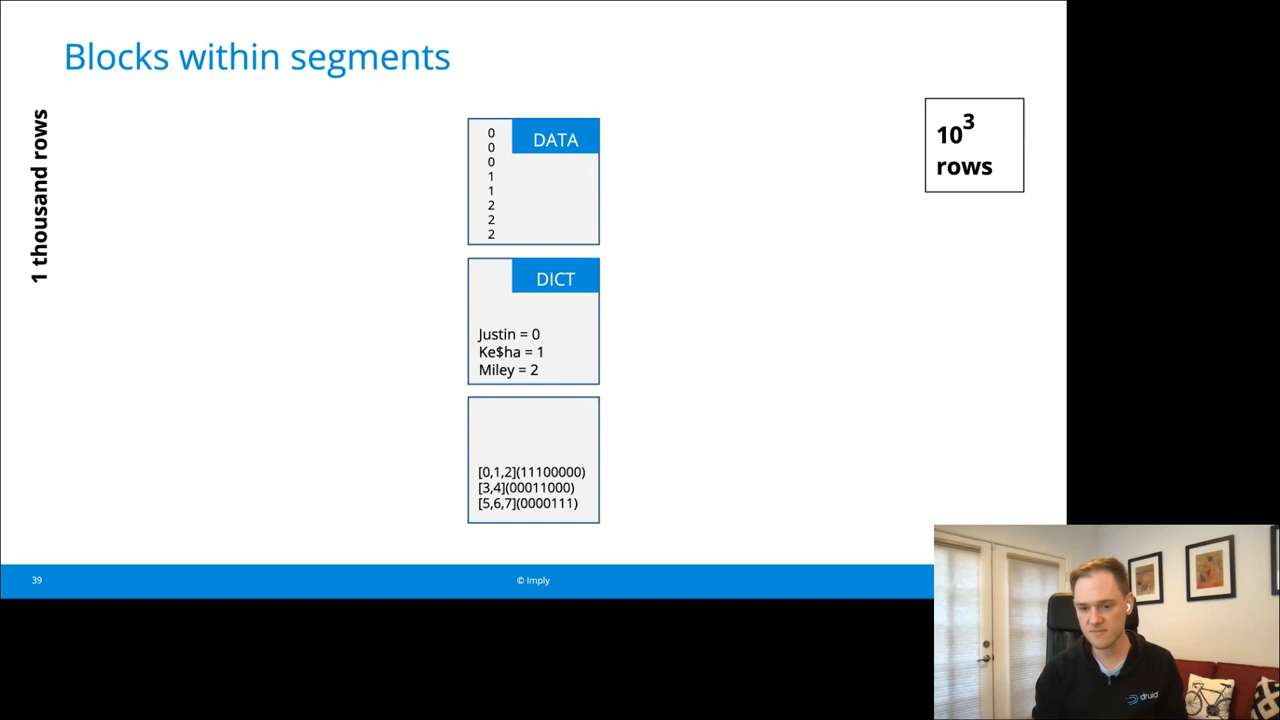 Blocks within segments
1 thousand rows
0
0
0
1
1
2
2
2
DATA
10³
rows
DICT
Justin = 0
Ke$ha = 1
Miley = 2
[0,1,2](11100000)
[3,4](00011000)
[5,6,7](0000111)
39
© Imply
druid